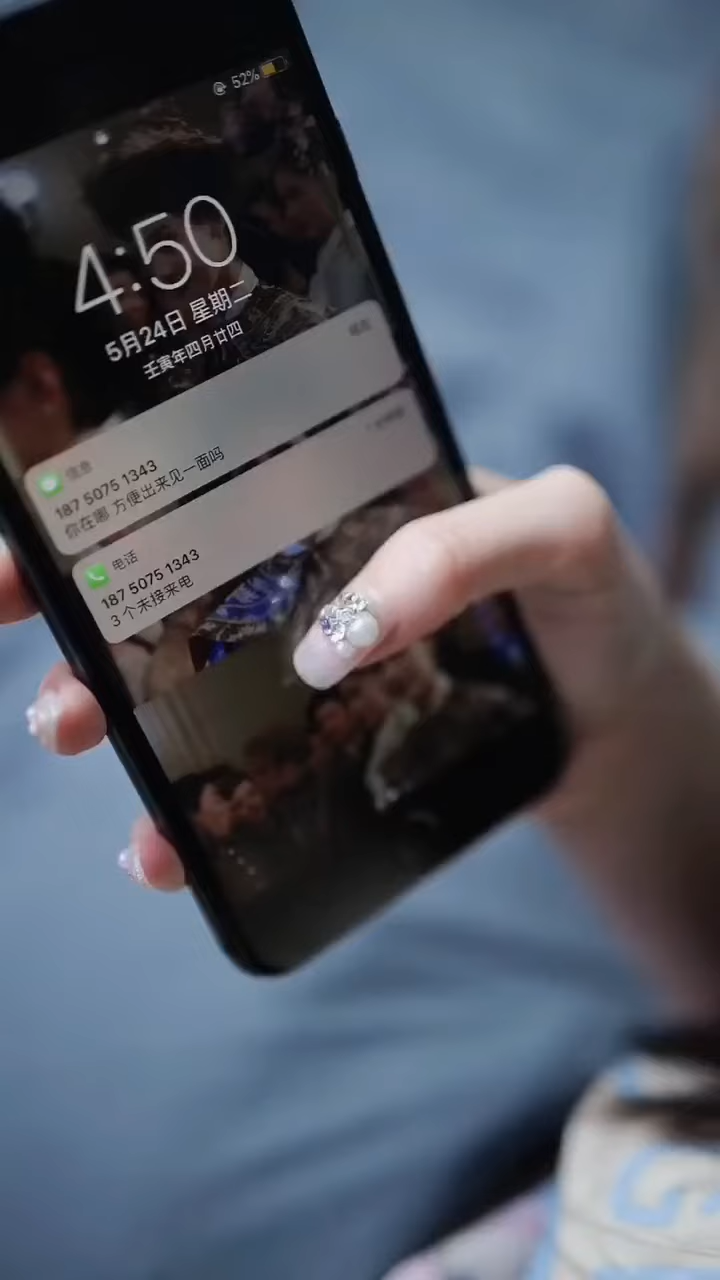 52%
4:50
5月24日 星期二
壬寅年四月廿四
信息
187 5075 1343
你在哪 方便出来见一面吗
电话
187 5075 1343
3 个未接来电